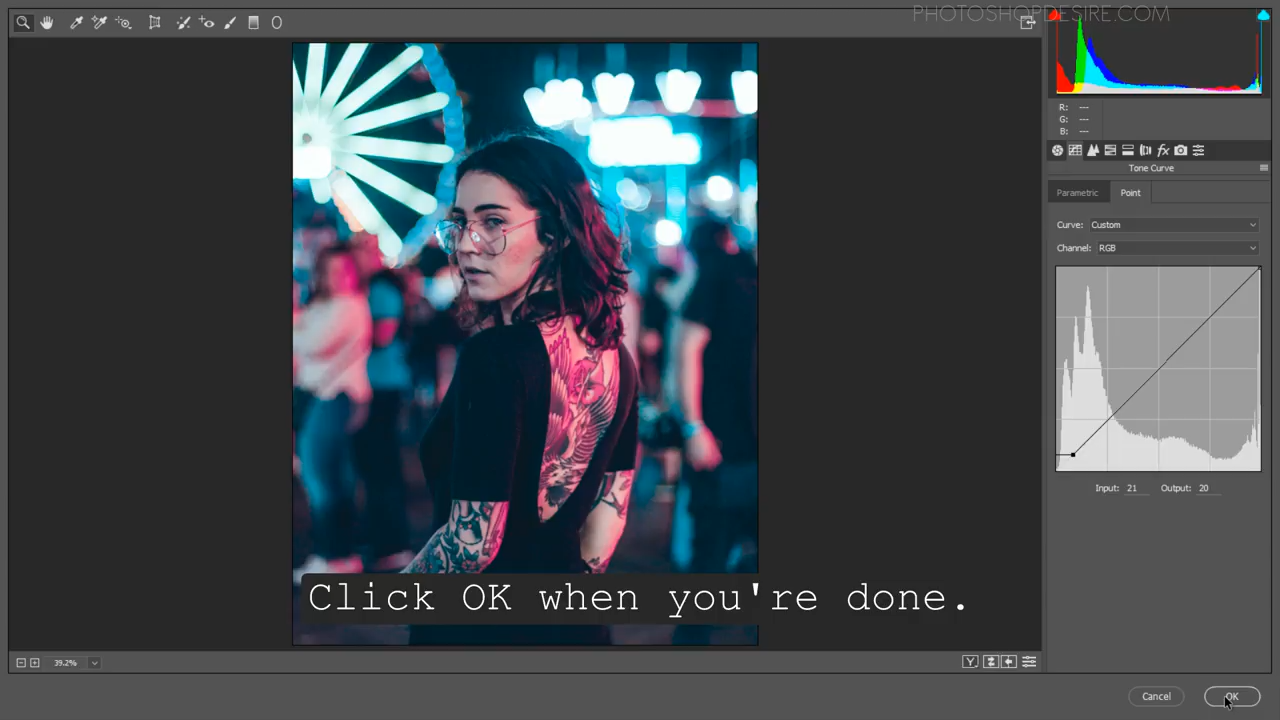 PHOTOSHOPDESIRE.COM
R: ---
G: ---
B: ---
fx
Tone Curve
Parametric Point
Curve: Custom
Channel: RGB
Input: 21 Output: 20
Click OK when you're done.
39.2%
Y
Cancel OK